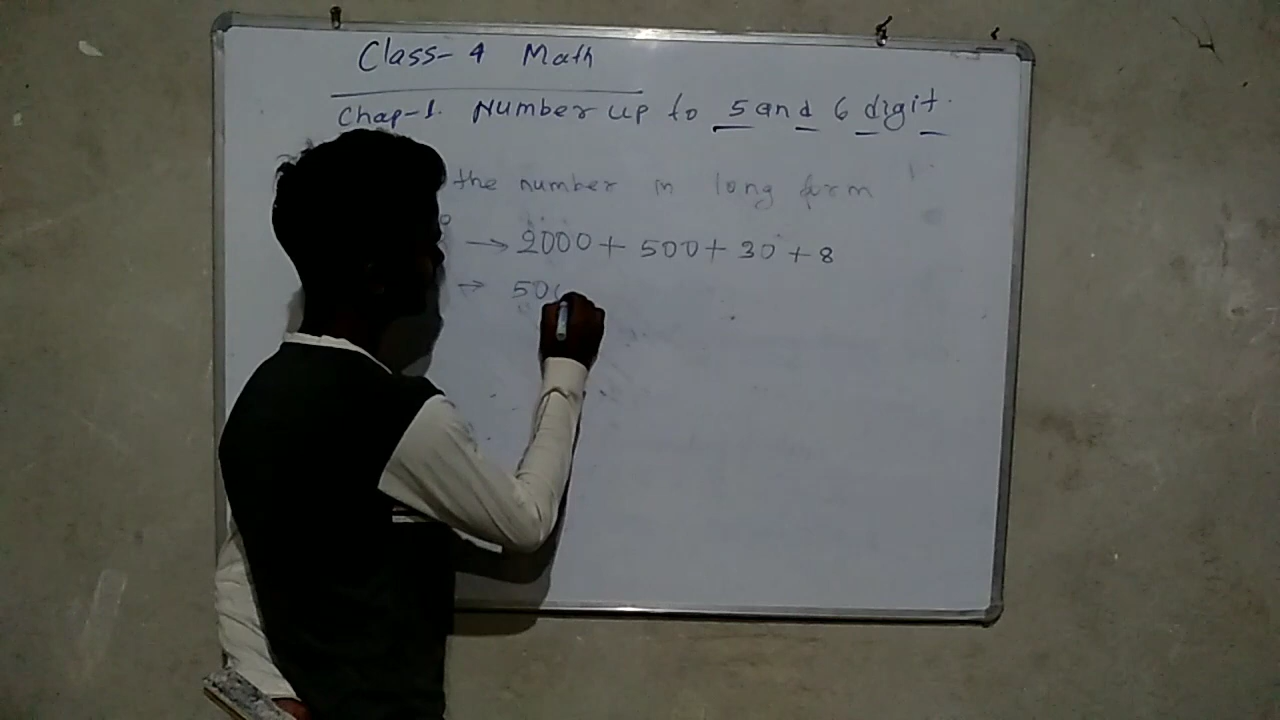 Class- 4 Math
Chap-1. Number up to 5 and 6 digit.
the number in long form
→ 2000 + 500 + 30 + 8
→ 50